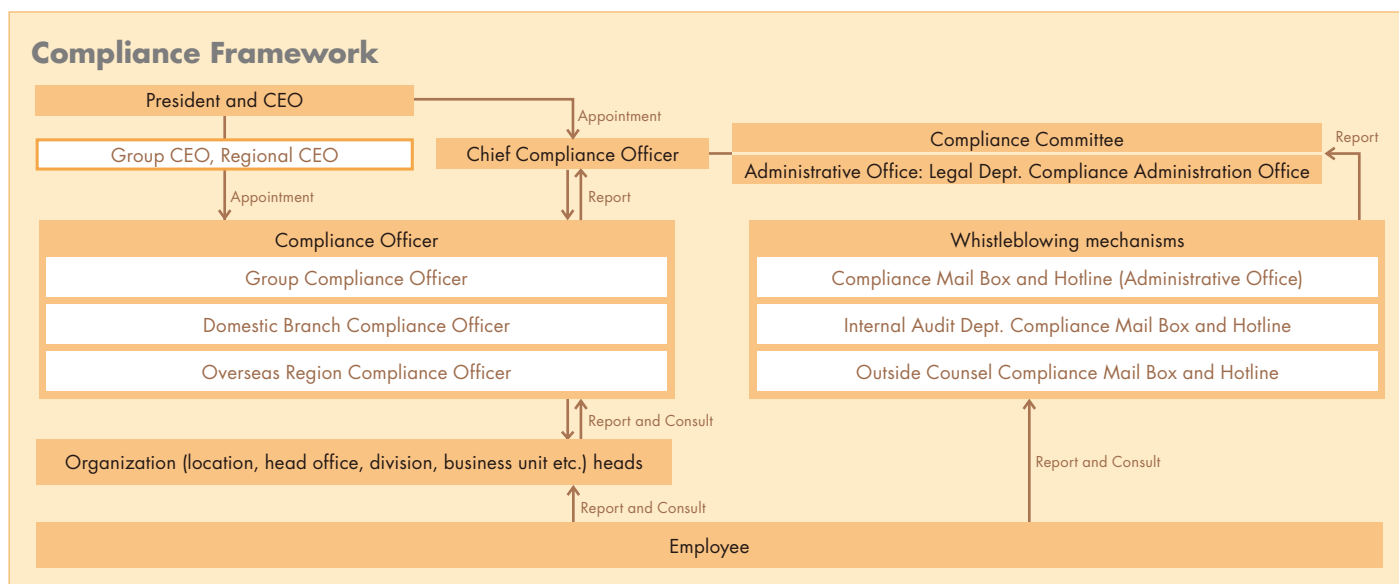 Compliance Framework
President and CEO
Appointment
Group CEO, Regional CEO
Chief Compliance Officer
Compliance Committee
Administrative Office: Legal Dept. Compliance Administration Office
Report
Appointment
Report
Compliance Officer
Group Compliance Officer
Domestic Branch Compliance Officer
Overseas Region Compliance Officer
Whistleblowing mechanisms
Compliance Mail Box and Hotline (Administrative Office)
Internal Audit Dept. Compliance Mail Box and Hotline
Outside Counsel Compliance Mail Box and Hotline
Report and Consult
Organization (location, head office, division, business unit etc.) heads
Report and Consult
Report and Consult
Employee